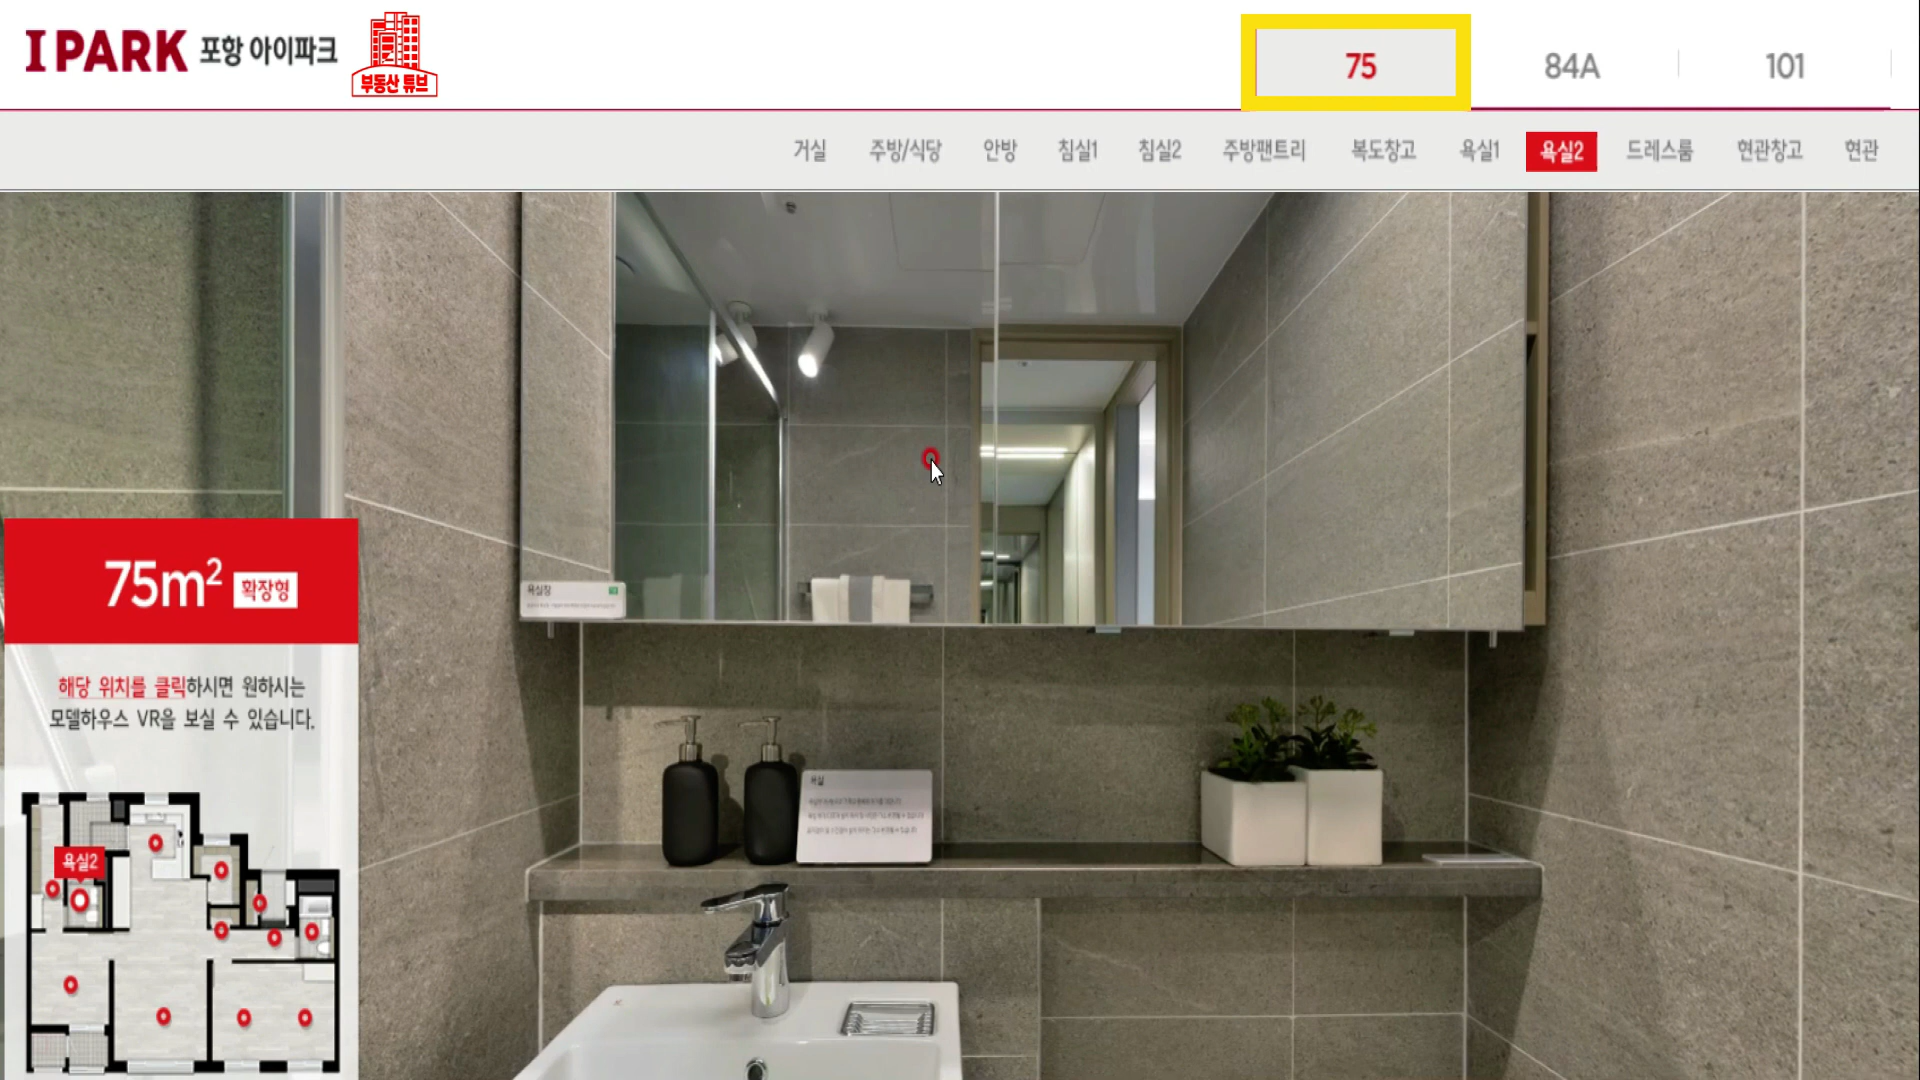 I PARK 포항 아이파크
부동산 튜브
75 84A 101
거실 주방/식당 안방 침실1 침실2 주방팬트리 복도창고 욕실1 욕실2 드레스룸 현관창고 현관
욕실장
75m² 확장형
해당 위치를 클릭하시면 원하시는
모델하우스 VR을 보실 수 있습니다.
욕실
욕실2